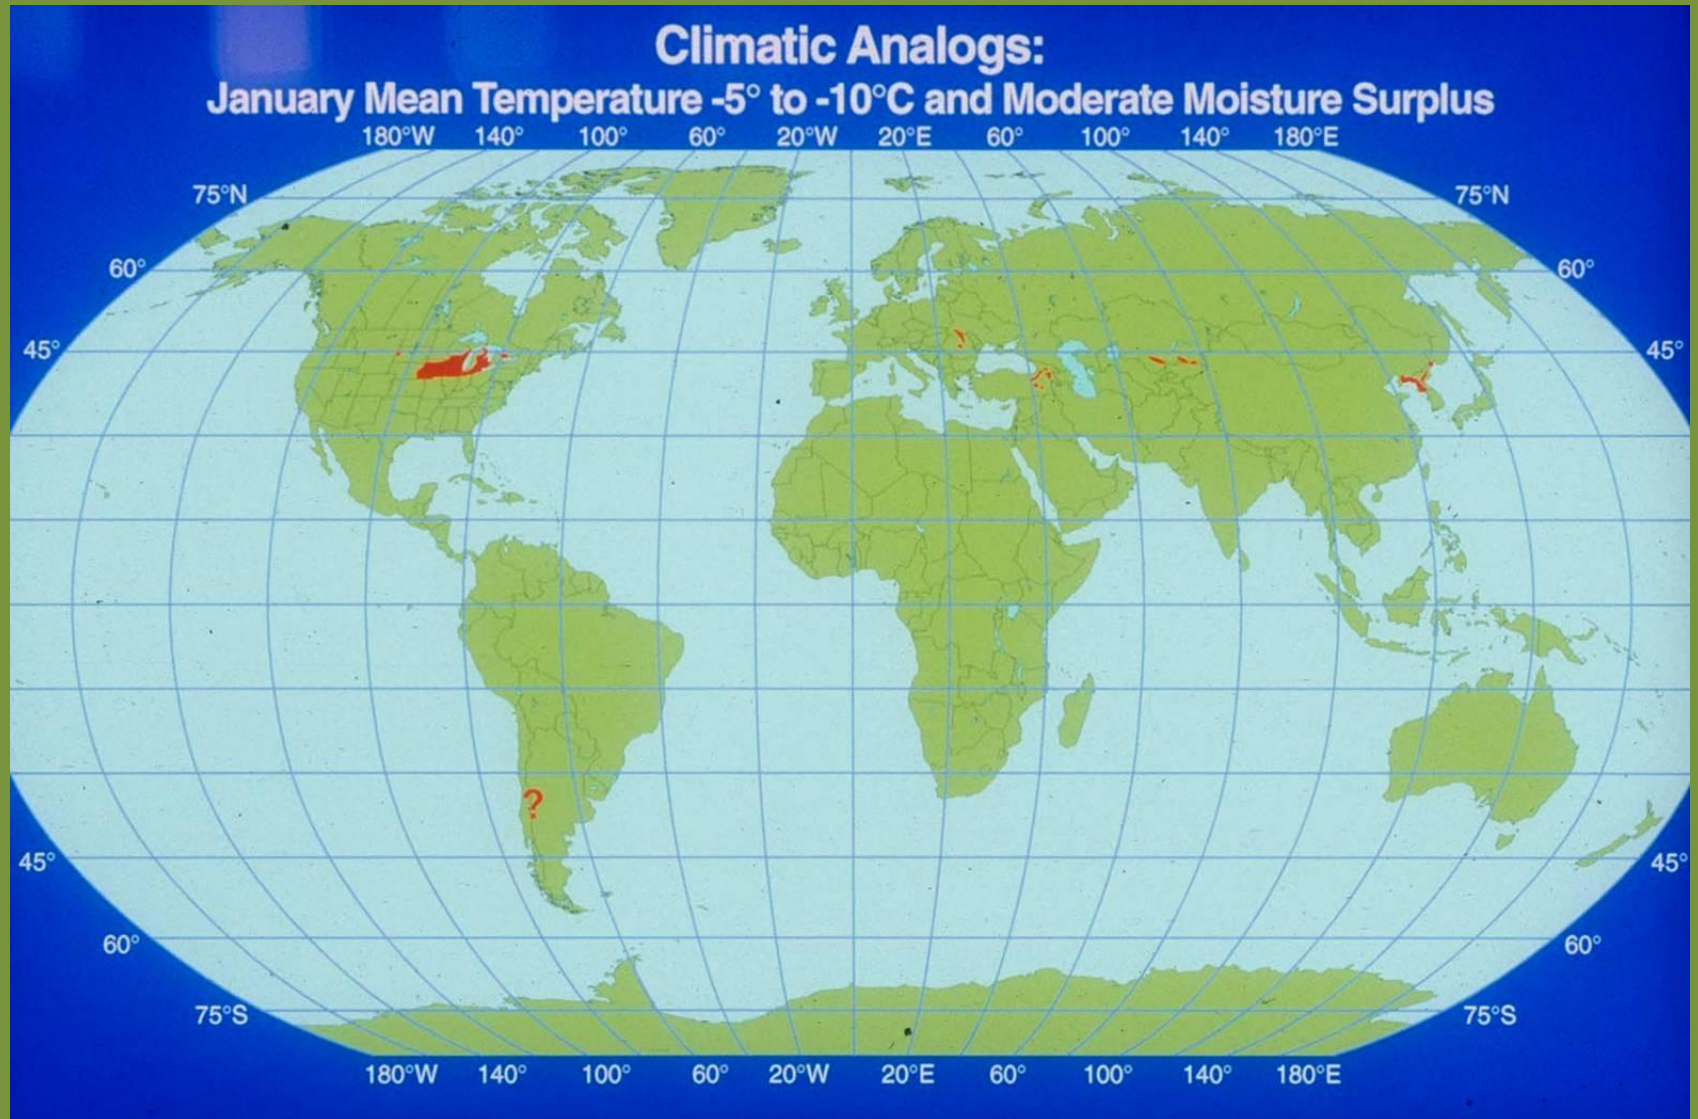 Climatic Analogs:
January Mean Temperature -5° to -10°C and Moderate Moisture Surplus
180°W 140° 100° 60° 20°W 20°E 60° 100° 140° 180°E
75°N 75°N
60° 60°
45° 45°
?
45° 45°
60° 60°
75°S 75°S
180°W 140° 100° 60° 20°W 20°E 60° 100° 140° 180°E